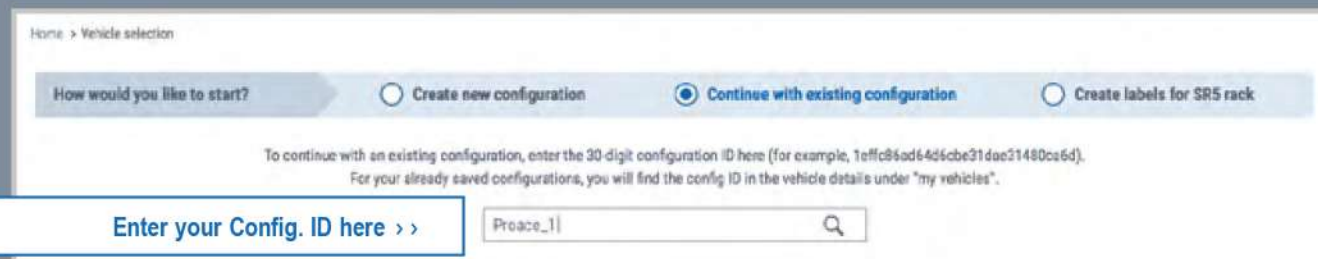 Home > Vehicle selection
How would you like to start?
Create new configuration
Continue with existing configuration
Create labels for SR5 rack
To continue with an existing configuration, enter the 30-digit configuration ID here (for example, 1effc86ad64d6cbe31dae21480ca6d).
For your already saved configurations, you will find the config ID in the vehicle details under "my vehicles".
Enter your Config. ID here >>
Proace_1